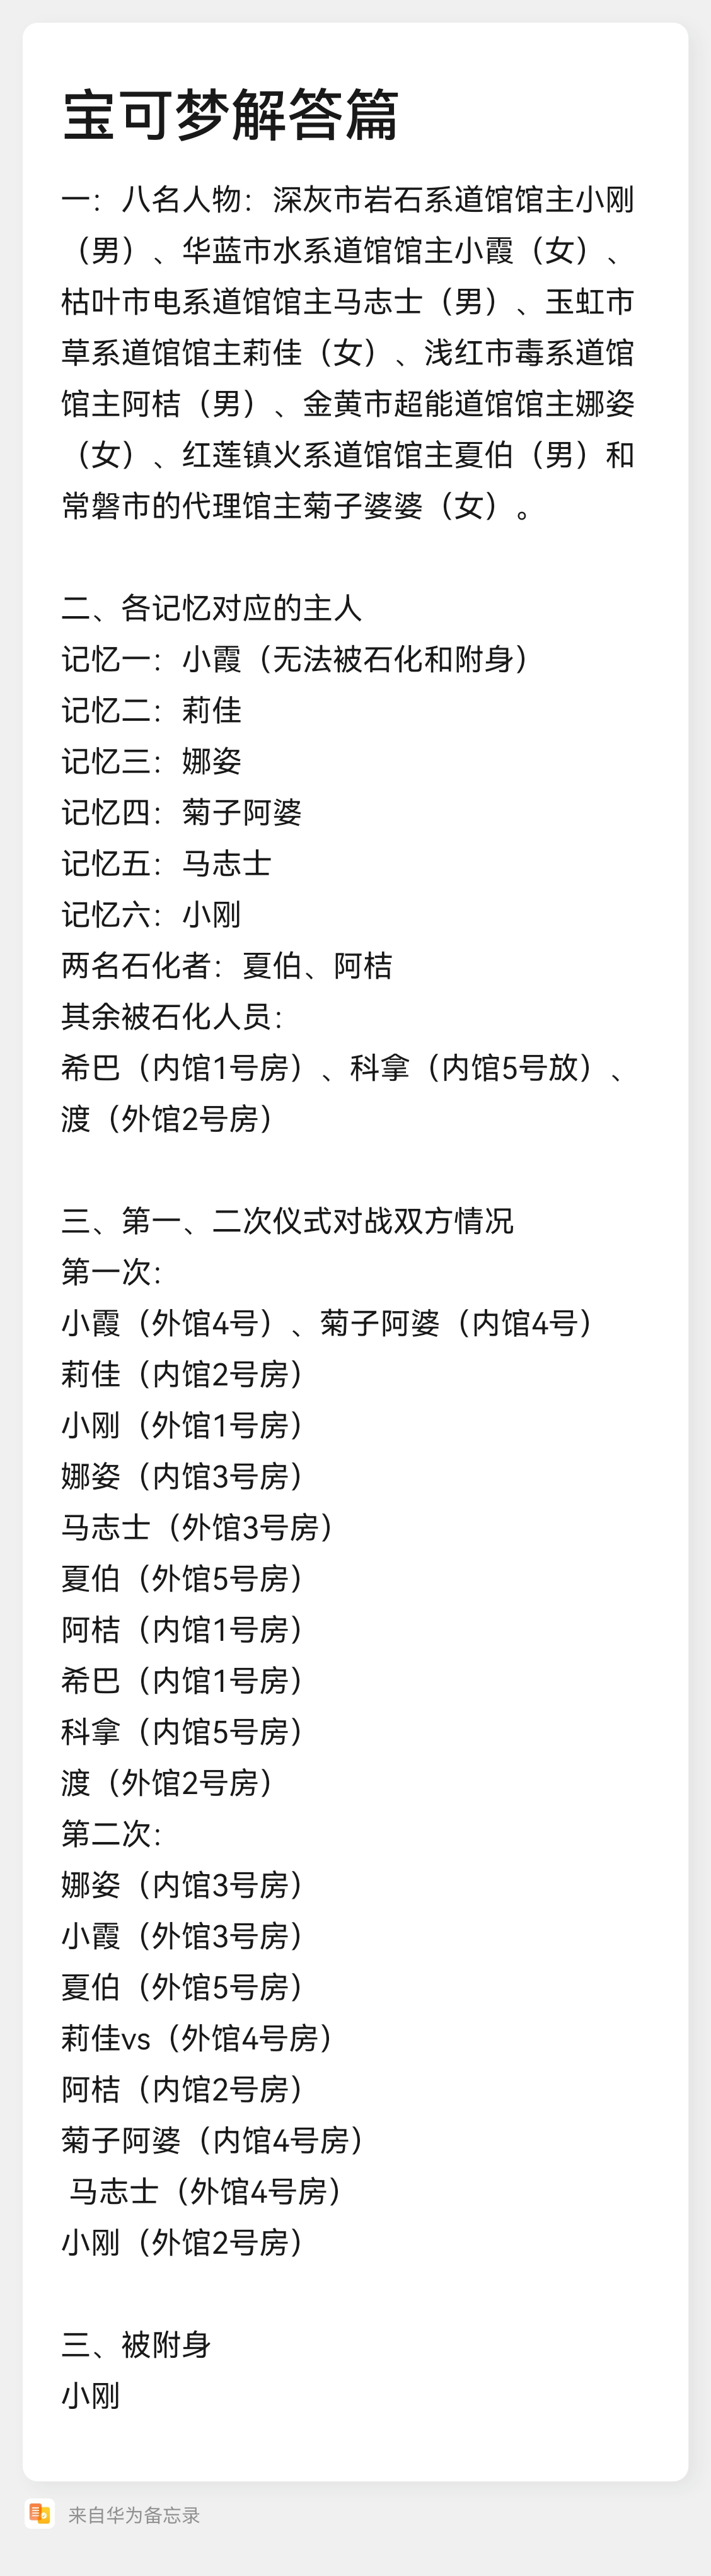 宝可梦解答篇
一：八名人物：深灰市岩石系道馆馆主小刚
（男）、华蓝市水系道馆馆主小霞（女）、
枯叶市电系道馆馆主马志士（男）、玉虹市
草系道馆馆主莉佳（女）、浅红市毒系道馆
馆主阿桔（男）、金黄市超能道馆馆主娜姿
（女）、红莲镇火系道馆馆主夏伯（男）和
常磐市的代理馆主菊子婆婆（女）。
二、各记忆对应的主人
记忆一：小霞（无法被石化和附身）
记忆二：莉佳
记忆三：娜姿
记忆四：菊子阿婆
记忆五：马志士
记忆六：小刚
两名石化者：夏伯、阿桔
其余被石化人员：
希巴（内馆1号房）、科拿（内馆5号放）、
渡（外馆2号房）
三、第一、二次仪式对战双方情况
第一次：
小霞（外馆4号）、菊子阿婆（内馆4号）
莉佳（内馆2号房）
小刚（外馆1号房）
娜姿（内馆3号房）
马志士（外馆3号房）
夏伯（外馆5号房）
阿桔（内馆1号房）
希巴（内馆1号房）
科拿（内馆5号房）
渡（外馆2号房）
第二次：
娜姿（内馆3号房）
小霞（外馆3号房）
夏伯（外馆5号房）
莉佳vs（外馆4号房）
阿桔（内馆2号房）
菊子阿婆（内馆4号房）
马志士（外馆4号房）
小刚（外馆2号房）
三、被附身
小刚
来自华为备忘录